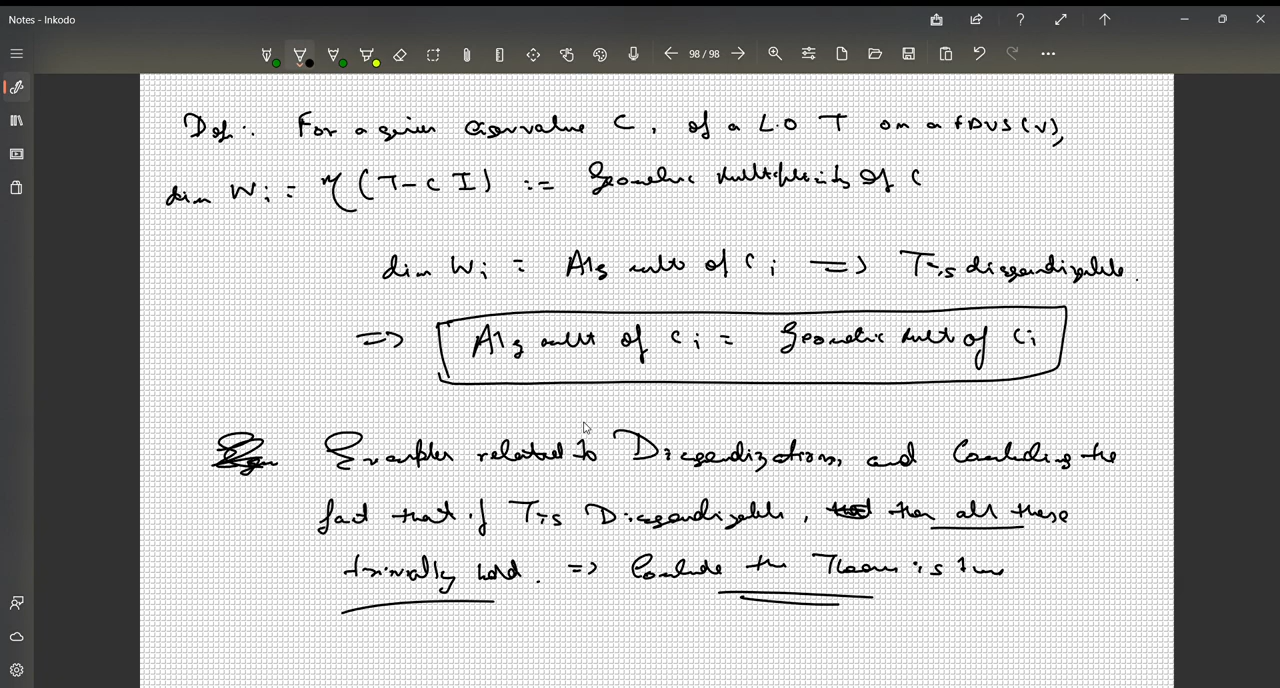 Notes - Inkodo
98 / 98
Def:. For a given eigenvalue C, of a L.O T on a FDVS(V),
dim Wi = η(T-cI) := Geometric Multiplicity of C
dim Wi = Alg mult of ci => T is diagonalizable.
=> Alg mult of ci = Geometric mult of ci
Examples related to Diagonalization, and Concluding the
fact that if T is Diagonalizable, then all these
trivially hold. => Conclude the Theorem is true